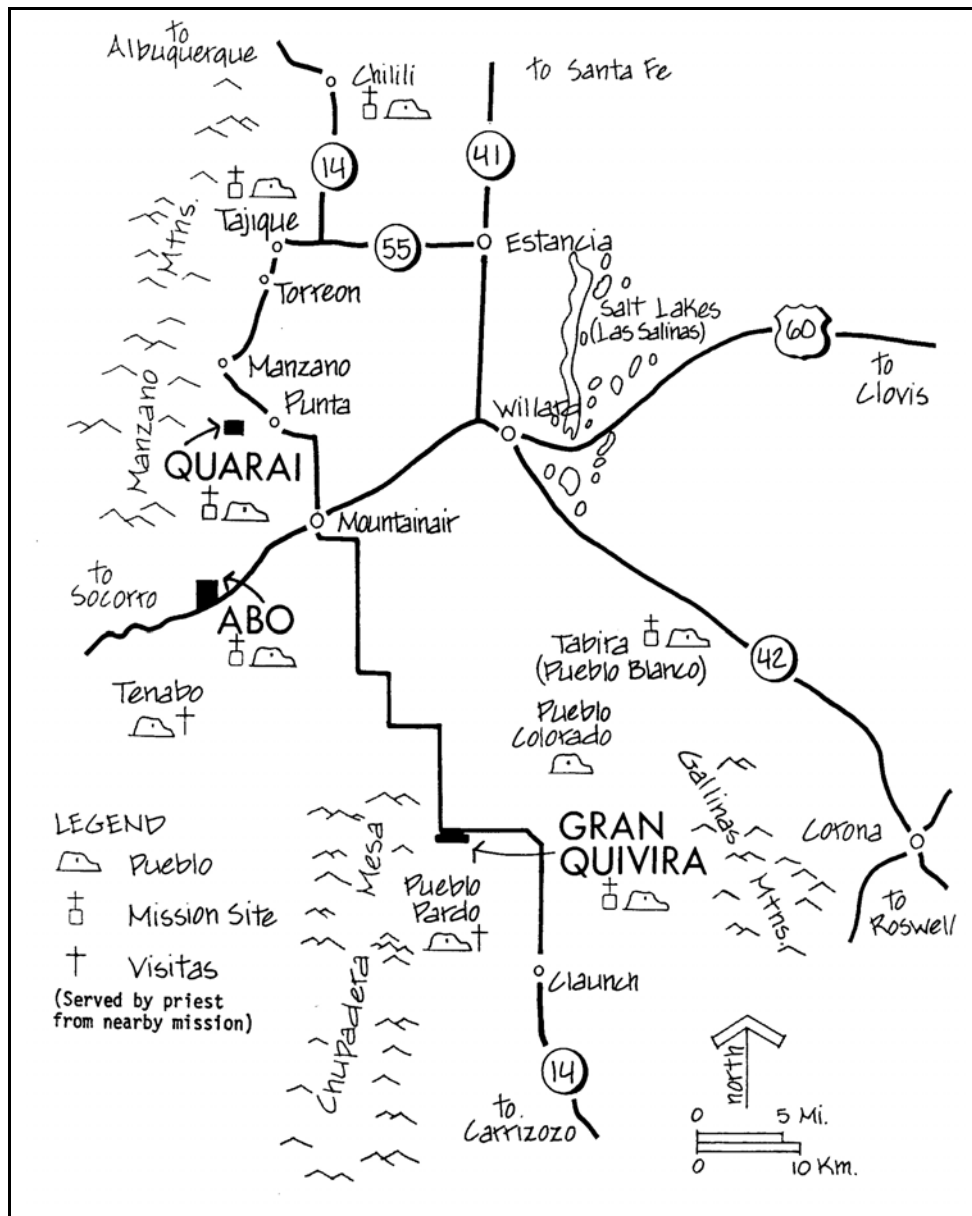 to
Albuquerque
Chilili
to Santa Fe
14
41
Tajique
55
Estancia
Mtns.
Torreon
Salt Lakes
(Las Salinas)
60
to
Clovis
Manzano
Punta
Willard
Manzano
QUARAI
Mountainair
to
Socorro
ABO
Tabira
(Pueblo Blanco)
42
Tenabo
Pueblo
Colorado
Gallinas
Mtns.
LEGEND
Pueblo
Mission Site
Visitas
(Served by priest
from nearby mission)
Mesa
Chupadera
GRAN
QUIVIRA
Corona
Pueblo
Pardo
to
Roswell
Claunch
14
to
Carrizozo
north
0 5 Mi.
0 10 Km.